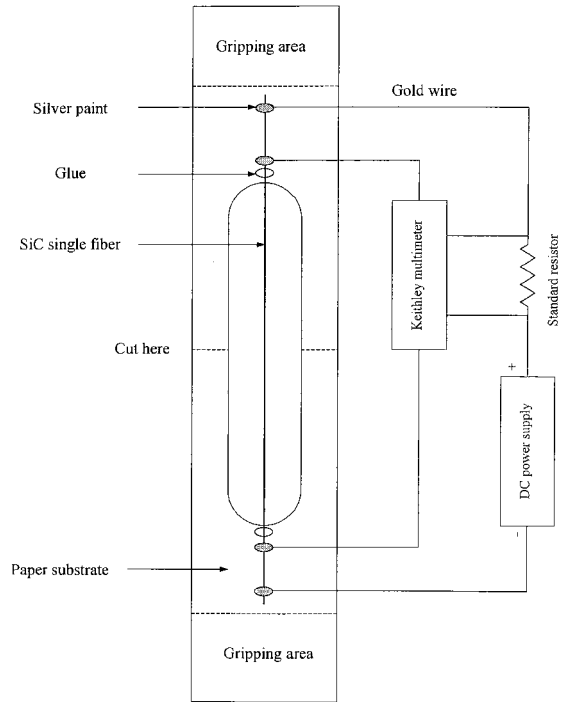 Gripping area
Gold wire
Silver paint
Glue
SiC single fiber
Keithley multimeter
Standard resistor
Cut here
+
DC power supply
-
Paper substrate
Gripping area